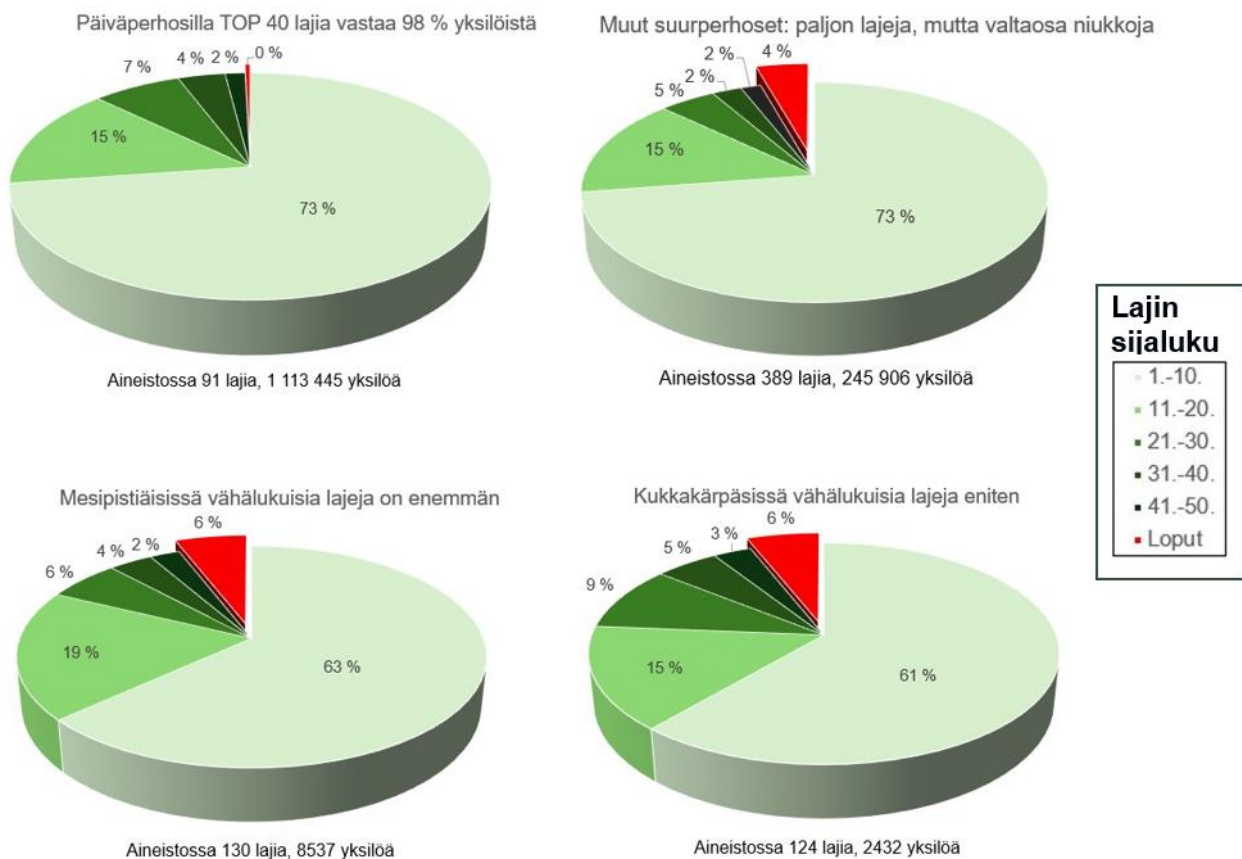 Päiväperhosilla TOP 40 lajia vastaa 98 % yksilöistä
7 %
4 %
2 %
0 %
15 %
73 %
Aineistossa 91 lajia, 1 113 445 yksilöä
Muut suurperhoset: paljon lajeja, mutta valtaosa niukkoja
2 %
4 %
5 %
2 %
15 %
73 %
Aineistossa 389 lajia, 245 906 yksilöä
Mesipistiäisissä vähälukuisia lajeja on enemmän
6 %
4 %
2 %
6 %
19 %
63 %
Aineistossa 130 lajia, 8537 yksilöä
Kukkakärpäsissä vähälukuisia lajeja eniten
6 %
3 %
5 %
9 %
15 %
61 %
Aineistossa 124 lajia, 2432 yksilöä
Lajin
sijaluku
1.-10.
11.-20.
21.-30.
31.-40.
41.-50.
Loput